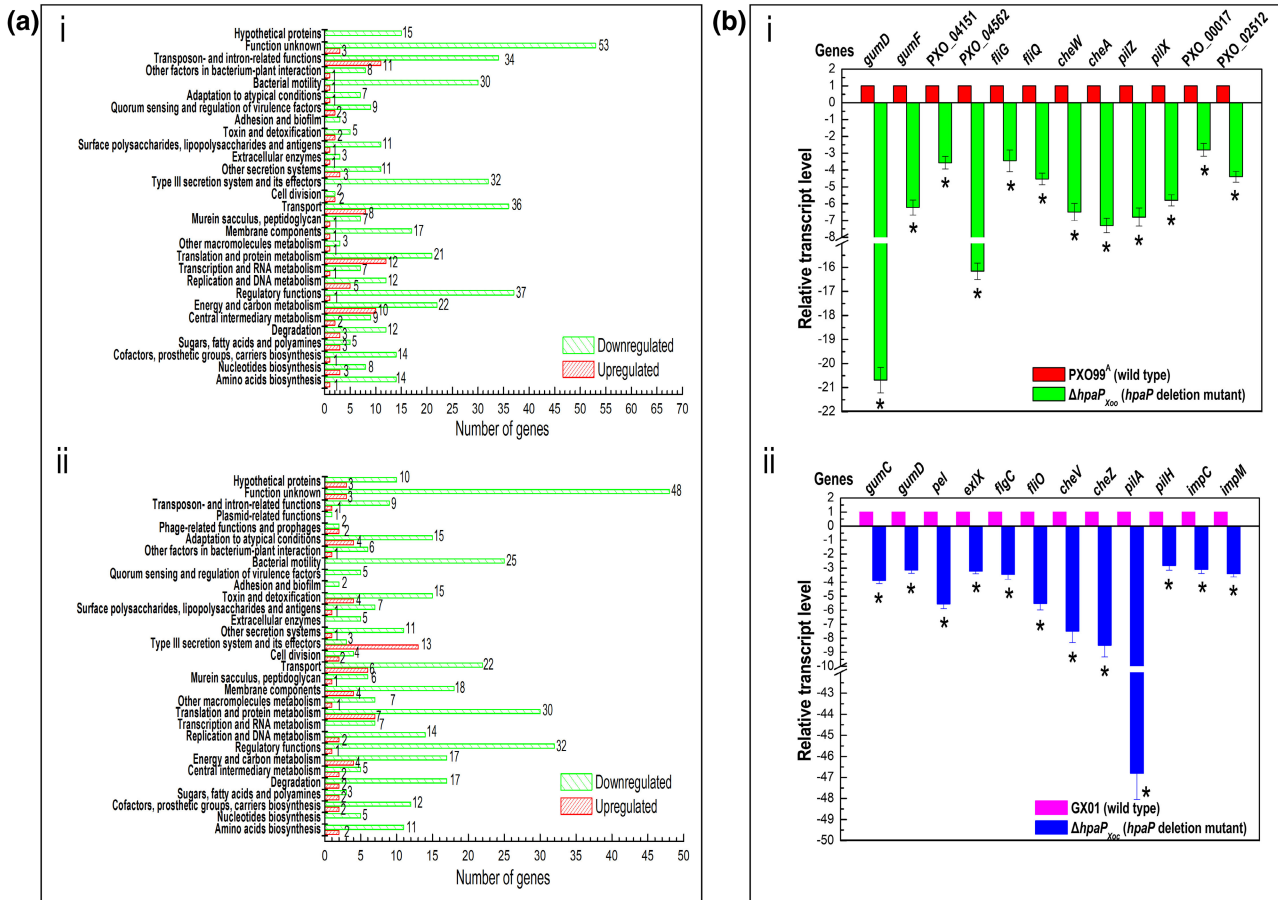 (a)
i
Hypothetical proteins 15
Function unknown 53 3
Transposon- and intron-related functions 34 11
Other factors in bacterium-plant interaction 8 1
Bacterial motility 30 1
Adaptation to atypical conditions 7 1
Quorum sensing and regulation of virulence factors 9 2
Adhesion and biofilm 3
Toxin and detoxification 5 2
Surface polysaccharides, lipopolysaccharides and antigens 11 1
Extracellular enzymes 3 1
Other secretion systems 11 3
Type III secretion system and its effectors 32
Cell division 2 2
Transport 36 8
Murein sacculus, peptidoglycan 7 1
Membrane components 17 1
Other macromolecules metabolism 3 1
Translation and protein metabolism 21 12
Transcription and RNA metabolism 7 1
Replication and DNA metabolism 12 5
Regulatory functions 37 1
Energy and carbon metabolism 22 10
Central intermediary metabolism 9 2
Degradation 12 3
Sugars, fatty acids and polyamines 5 3
Cofactors, prosthetic groups, carriers biosynthesis 14 1
Nucleotides biosynthesis 8 3
Amino acids biosynthesis 14 1
Downregulated
Upregulated
0 5 10 15 20 25 30 35 40 45 50 55 60 65 70
Number of genes
ii
Hypothetical proteins 10 3
Function unknown 48 3
Transposon- and intron-related functions 9 1
Plasmid-related functions 1
Phage-related functions and prophages 2 2
Adaptation to atypical conditions 15 4
Other factors in bacterium-plant interaction 6 1
Bacterial motility 25
Quorum sensing and regulation of virulence factors 5
Adhesion and biofilm 2
Toxin and detoxification 15 4
Surface polysaccharides, lipopolysaccharides and antigens 7 1
Extracellular enzymes 5
Other secretion systems 11 1
Type III secretion system and its effectors 3 13
Cell division 4 2
Transport 22 6
Murein sacculus, peptidoglycan 6 1
Membrane components 18 4
Other macromolecules metabolism 7 1
Translation and protein metabolism 30 7
Transcription and RNA metabolism 7
Replication and DNA metabolism 14 2
Regulatory functions 32 1
Energy and carbon metabolism 17 4
Central intermediary metabolism 5 2
Degradation 17 2
Sugars, fatty acids and polyamines 3 2
Cofactors, prosthetic groups, carriers biosynthesis 12 2
Nucleotides biosynthesis 5
Amino acids biosynthesis 11 2
Downregulated
Upregulated
0 5 10 15 20 25 30 35 40 45 50
Number of genes
(b)
i
Genes gumD gumF PXO_04151 PXO_04562 fliG fliQ cheW cheA pilZ pilX PXO_00017 PXO_02512
Relative transcript level
2
1
0
-1
-2
-3
-4
-5
-6
-7
-8
-16
-17
-18
-19
-20
-21
-22
* * * * * * * * * * * *
PXO99A (wild type)
ΔhpaPXoo (hpaP deletion mutant)
ii
Genes gumC gumD pel extX flgC fliO cheV cheZ pilA pilH impC impM
Relative transcript level
2
1
0
-1
-2
-3
-4
-5
-6
-7
-8
-9
-10
-43
-44
-45
-46
-47
-48
-49
-50
* * * * * * * * * * * *
GX01 (wild type)
ΔhpaPXoc (hpaP deletion mutant)